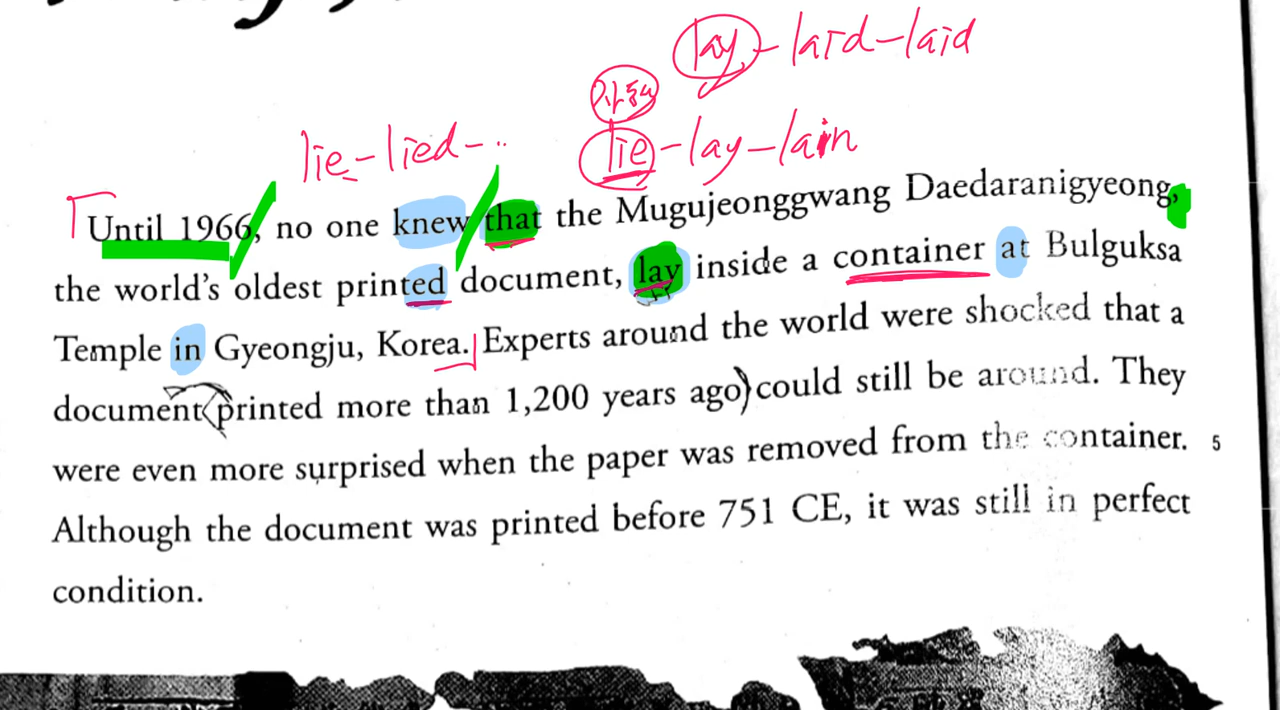 lay-laid-laid
자동
lie-lied-..
lie-lay-lain
Until 1966, no one knew that the Mugujeonggwang Daedaranigyeong,
the world's oldest printed document, lay inside a container at Bulguksa
Temple in Gyeongju, Korea. Experts around the world were shocked that a
document printed more than 1,200 years ago could still be around. They
were even more surprised when the paper was removed from the container. 5
Although the document was printed before 751 CE, it was still in perfect
condition.